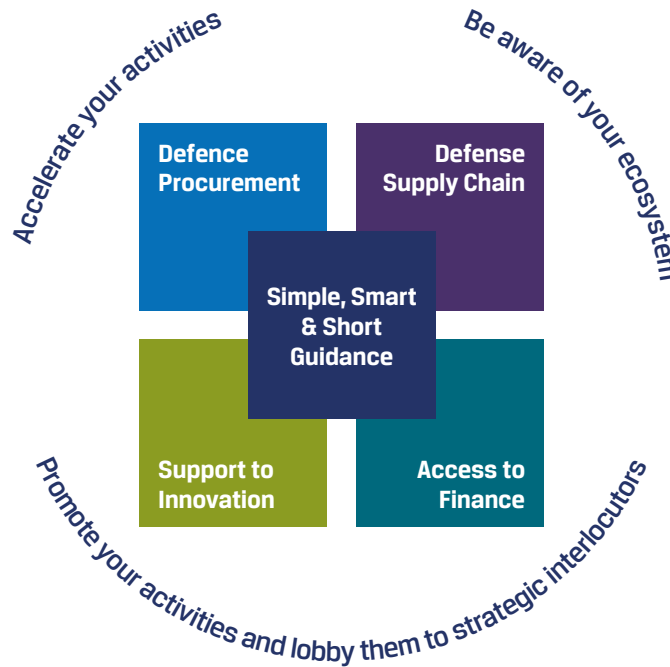 Accelerate your activities
Be aware of your ecosystem
Defence
Procurement
Defense
Supply Chain
Simple, Smart
& Short
Guidance
Support to
Innovation
Access to
Finance
Promote your activities and lobby them to strategic interlocutors